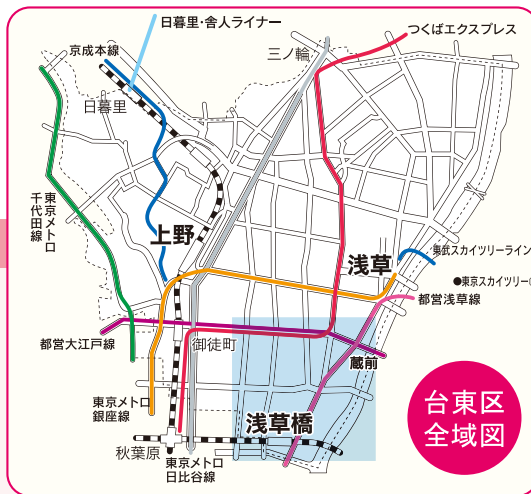 日暮里・舎人ライナー
つくばエクスプレス
京成本線
三ノ輪
日暮里
東京メトロ
千代田線
上野
浅草
東武スカイツリーライン
●東京スカイツリー
都営浅草線
都営大江戸線
御徒町
蔵前
東京メトロ
銀座線
浅草橋
台東区
全域図
秋葉原
東京メトロ
日比谷線